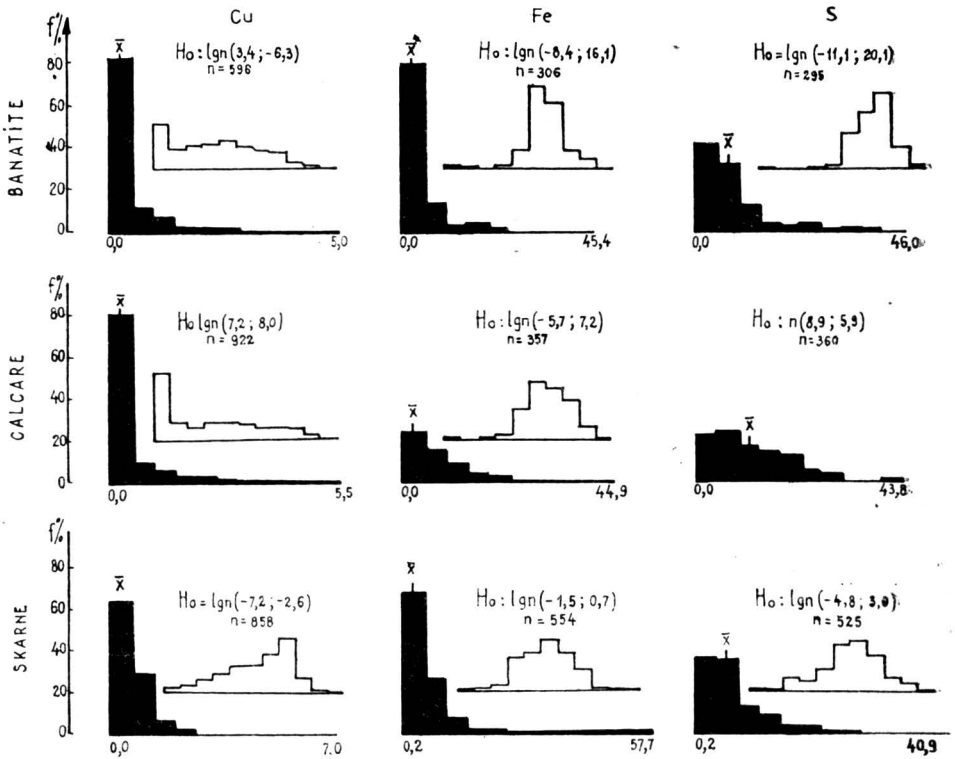 Cu Fe S
BANATITE
f%
80
60
40
20
0
x̄
Ho : lgn(3,4 ; -6,3)
n = 596
0,0 5,0
x̄
Ho : lgn(-8,4 ; 16,1)
n = 306
0,0 45,4
x̄
Ho = lgn(-11,1 ; 20,1)
n = 295
0,0 46,0
CALCARE
f%
80
60
40
20
0
x̄
Ho lgn(7,2 ; 8,0)
n = 922
0,0 5,5
x̄
Ho : lgn(-5,7 ; 7,2)
n = 357
0,0 44,9
x̄
Ho : n(8,9 ; 5,9)
n = 360
0,0 43,8
SKARNE
f%
80
60
40
20
0
x̄
Ho = lgn(-7,2 ; -2,6)
n = 858
0,0 7,0
x̄
Ho : lgn(-1,5 ; 0,7)
n = 554
0,2 57,7
x̄
Ho : lgn(-4,8 ;
n = 525
0,2 40,9